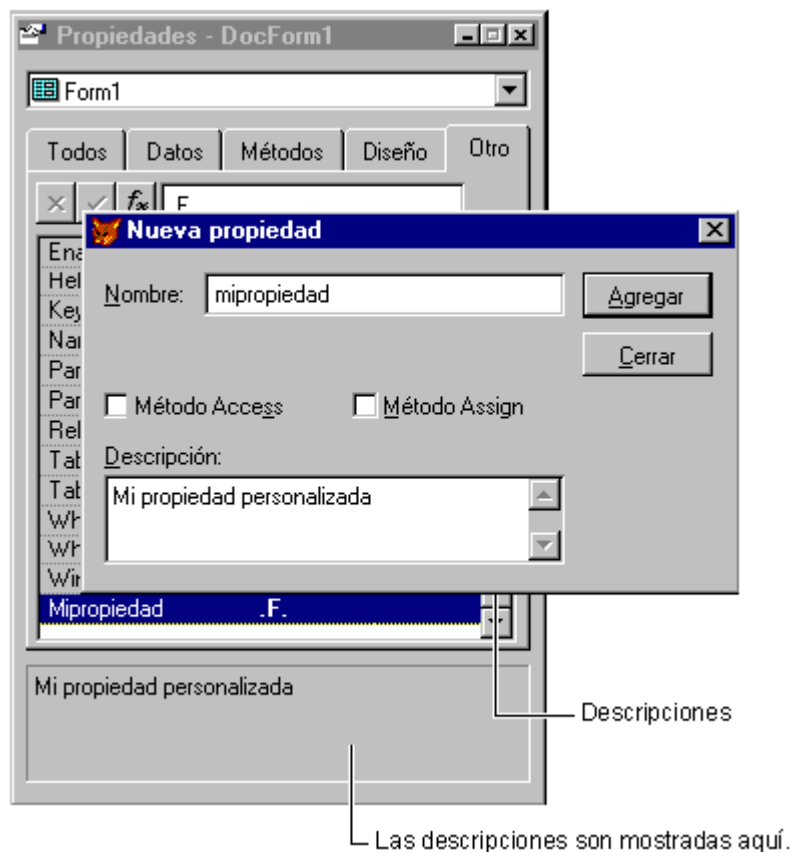 Propiedades - DocForm1
Form1
Todos Datos Métodos Diseño Otro
fx .F.
Nueva propiedad
Nombre: mipropiedad Agregar
Cerrar
Método Access Método Assign
Descripción:
Mi propiedad personalizada
Mipropiedad .F.
Mi propiedad personalizada
Descripciones
Las descripciones son mostradas aquí.